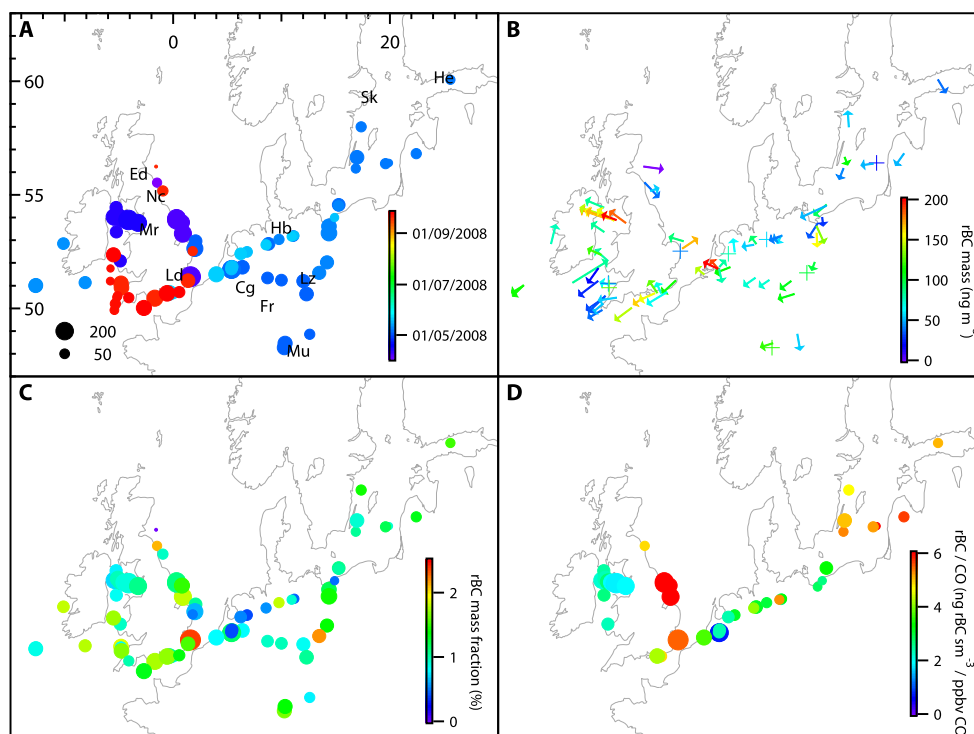 A
0
20
60
He
Sk
Ed
55
Nc
Mr
Hb
01/09/2008
Ld
01/07/2008
Cg
Lz
50
Fr
200
01/05/2008
50
Mu
B
200
150
100
50
0
rBC mass (ng m⁻³)
C
2
1
0
rBC mass fraction (%)
D
6
4
2
0
rBC / CO (ng rBC sm⁻³ / ppbv CO)